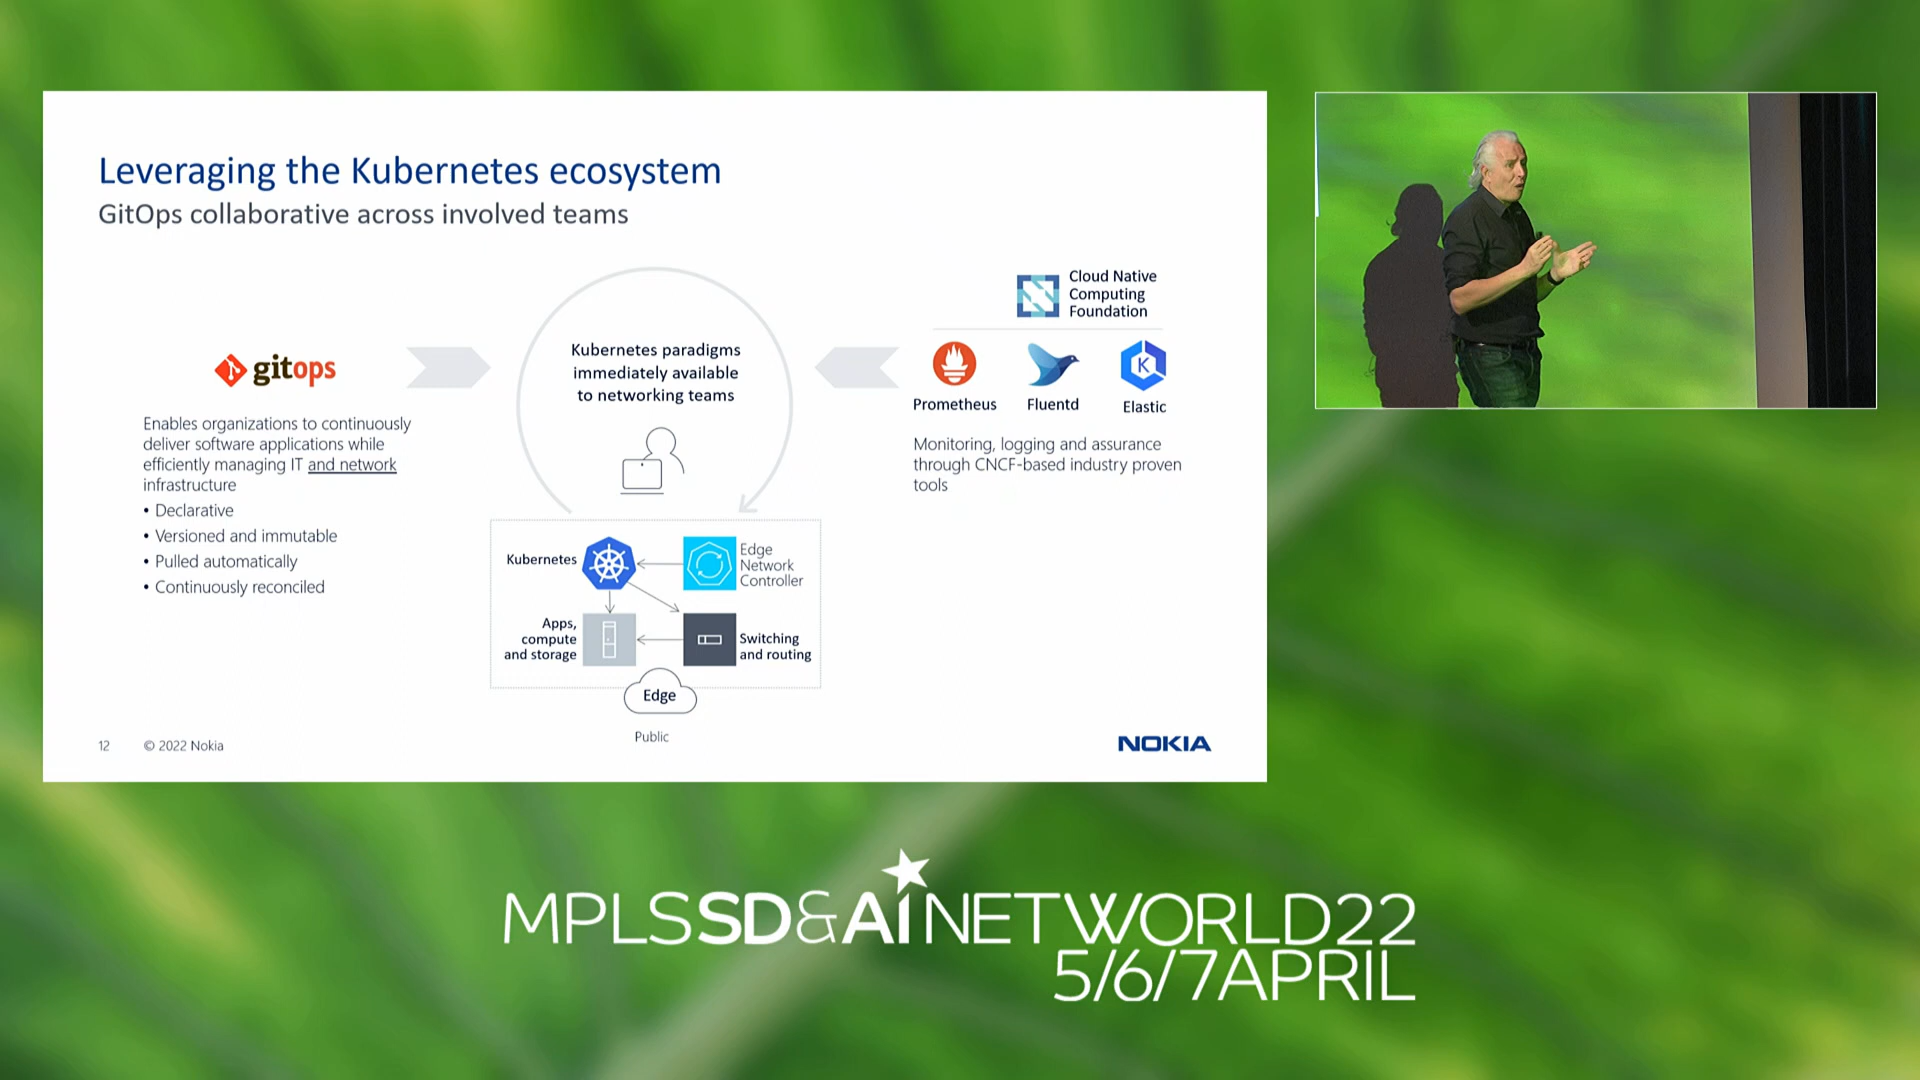 Leveraging the Kubernetes ecosystem
GitOps collaborative across involved teams
gitops
Enables organizations to continuously
deliver software applications while
efficiently managing IT and network
infrastructure
• Declarative
• Versioned and immutable
• Pulled automatically
• Continuously reconciled
Kubernetes paradigms
immediately available
to networking teams
Kubernetes
Edge
Network
Controller
Apps,
compute
and storage
Switching
and routing
Edge
Cloud Native
Computing
Foundation
Prometheus
Fluentd
K
Elastic
Monitoring, logging and assurance
through CNCF-based industry proven
tools
12
© 2022 Nokia
Public
NOKIA
MPLSSD&AINETWORLD22
5/6/7APRIL